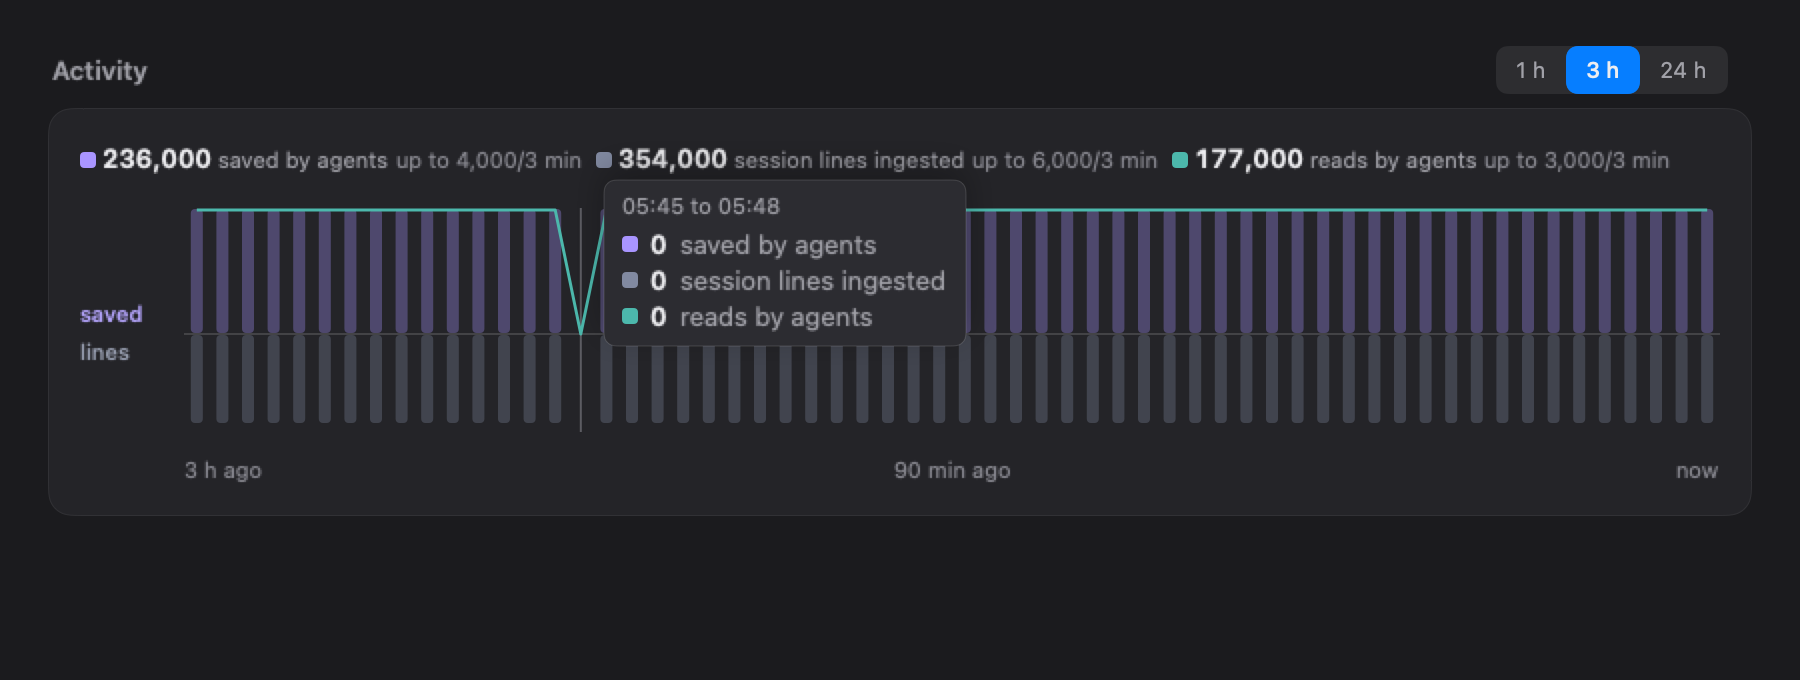 Activity
1 h 3 h 24 h
236,000 saved by agents up to 4,000/3 min 354,000 session lines ingested up to 6,000/3 min 177,000 reads by agents up to 3,000/3 min
05:45 to 05:48
0 saved by agents
0 session lines ingested
0 reads by agents
saved
lines
3 h ago 90 min ago now